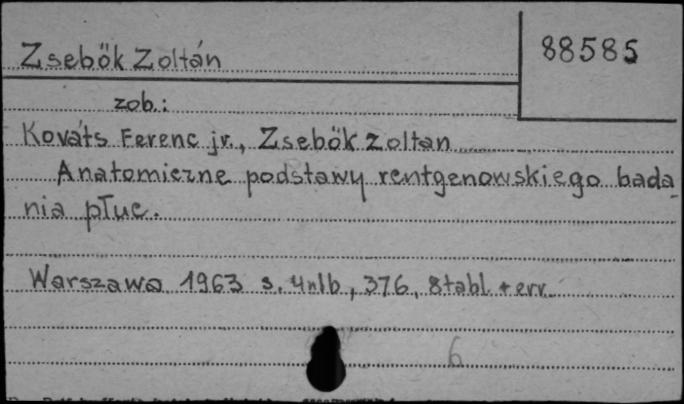 Zsebök Zoltán
88585
zob.:
Kováts Ferenc jr., Zsebök Zoltan
Anatomiczne podstawy rentgenowskiego bada
nia płuc.
Warszawa 1963 s. 4nlb, 376, 8tabl + err.
6